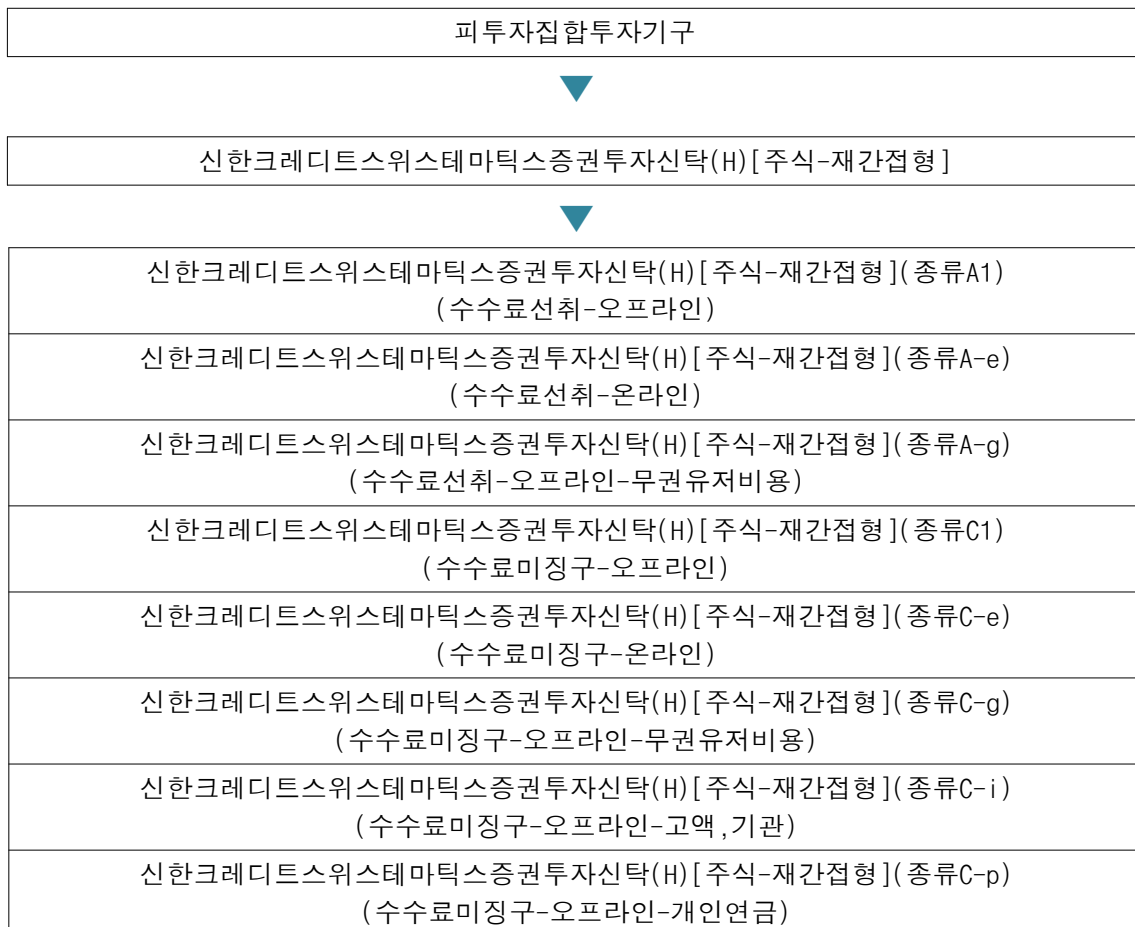 피투자집합투자기구
신한크레디트스위스테마틱스증권투자신탁(H)[주식-재간접형]
신한크레디트스위스테마틱스증권투자신탁(H)[주식-재간접형](종류A1)
(수수료선취-오프라인)
신한크레디트스위스테마틱스증권투자신탁(H)[주식-재간접형](종류A-e)
(수수료선취-온라인)
신한크레디트스위스테마틱스증권투자신탁(H)[주식-재간접형](종류A-g)
(수수료선취-오프라인-무권유저비용)
신한크레디트스위스테마틱스증권투자신탁(H)[주식-재간접형](종류C1)
(수수료미징구-오프라인)
신한크레디트스위스테마틱스증권투자신탁(H)[주식-재간접형](종류C-e)
(수수료미징구-온라인)
신한크레디트스위스테마틱스증권투자신탁(H)[주식-재간접형](종류C-g)
(수수료미징구-오프라인-무권유저비용)
신한크레디트스위스테마틱스증권투자신탁(H)[주식-재간접형](종류C-i)
(수수료미징구-오프라인-고액,기관)
신한크레디트스위스테마틱스증권투자신탁(H)[주식-재간접형](종류C-p)
(수수료미징구-오프라인-개인연금)